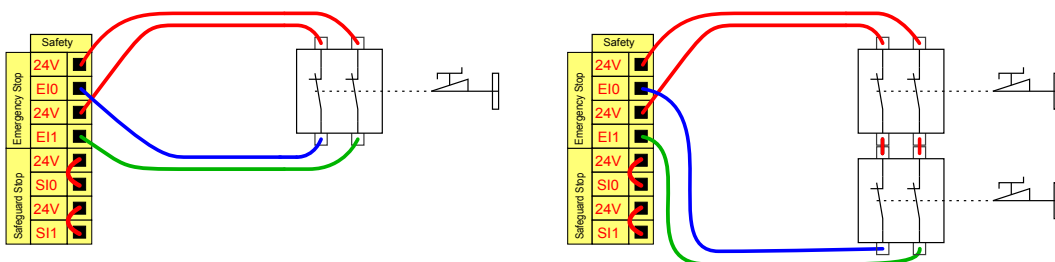 Safety
Emergency Stop
24V
EI0
24V
EI1
Safeguard Stop
24V
SI0
24V
SI1
Safety
Emergency Stop
24V
EI0
24V
EI1
Safeguard Stop
24V
SI0
24V
SI1